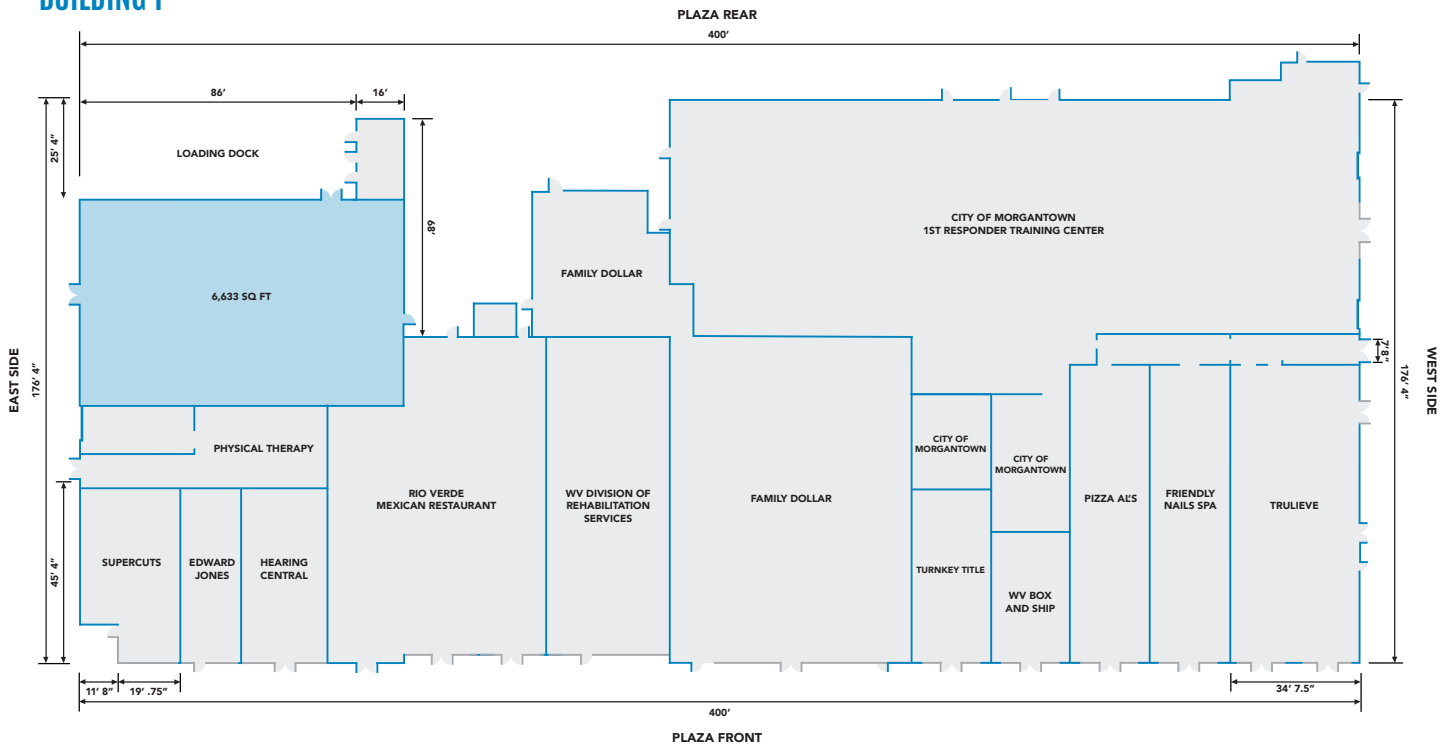 PLAZA REAR
400'
86'
16'
25' 4"
LOADING DOCK
68'
CITY OF MORGANTOWN
1ST RESPONDER TRAINING CENTER
FAMILY DOLLAR
6,633 SQ FT
EAST SIDE
176' 4"
7' 8"
176' 4"
WEST SIDE
PHYSICAL THERAPY
CITY OF
MORGANTOWN
CITY OF
MORGANTOWN
RIO VERDE
MEXICAN RESTAURANT
WV DIVISION OF
REHABILITATION
SERVICES
FAMILY DOLLAR
PIZZA AL'S
FRIENDLY
NAILS SPA
TRULIEVE
45' 4"
SUPERCUTS
EDWARD
JONES
HEARING
CENTRAL
TURNKEY TITLE
WV BOX
AND SHIP
11' 8"
19' .75"
34' 7.5"
400'
PLAZA FRONT